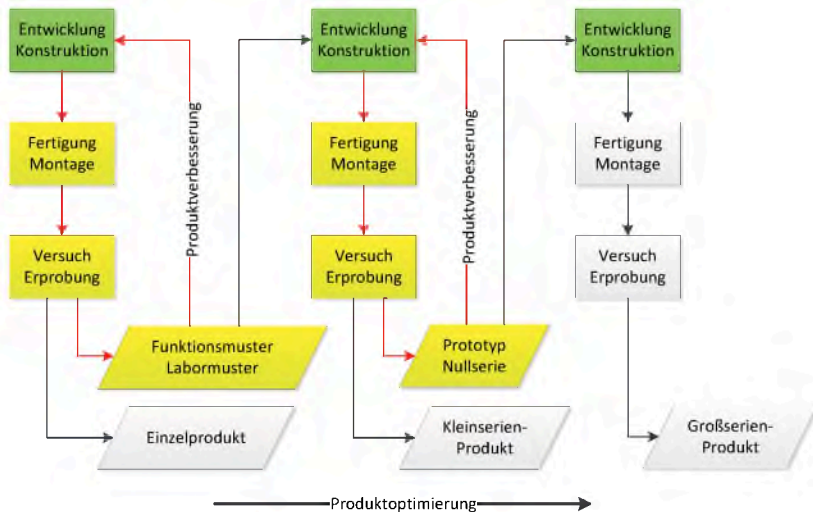 Entwicklung
Konstruktion
Fertigung
Montage
Versuch
Erprobung
Produktverbesserung
Funktionsmuster
Labormuster
Einzelprodukt
Entwicklung
Konstruktion
Fertigung
Montage
Versuch
Erprobung
Produktverbesserung
Prototyp
Nullserie
Kleinserien-
Produkt
Entwicklung
Konstruktion
Fertigung
Montage
Versuch
Erprobung
Großserien-
Produkt
Produktoptimierung